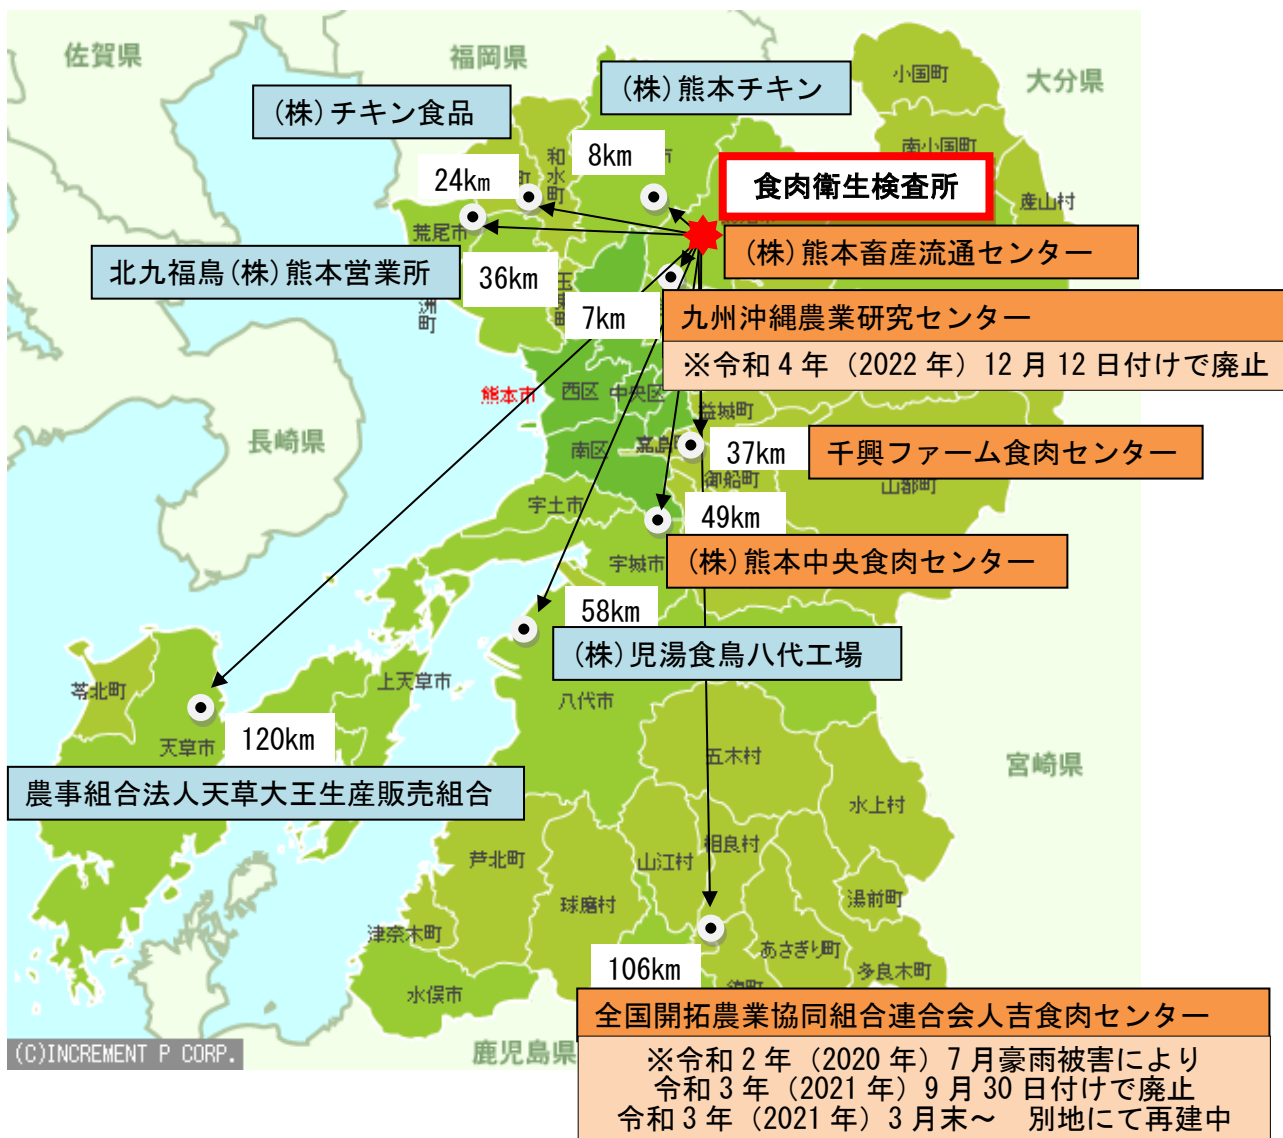 佐賀県
福岡県
大分県
小国町
(株)熊本チキン
(株)チキン食品
南小国町
8km
市
和水町
24km
町
食肉衛生検査所
産山村
荒尾市
(株)熊本畜産流通センター
北九福鳥(株)熊本営業所
36km
7km
九州沖縄農業研究センター
※令和4年（2022年）12月12日付けで廃止
洲町
熊本市
西区
中央区
益城町
長崎県
南区
嘉島
37km
千興ファーム食肉センター
御船町
山都町
宇土市
49km
(株)熊本中央食肉センター
宇城市
58km
(株)児湯食鳥八代工場
苓北町
上天草市
八代市
天草市
120km
五木村
宮崎県
農事組合法人天草大王生産販売組合
水上村
芦北町
山江村
相良村
湯前町
球磨村
津奈木町
あさぎり町
多良木町
106km
錦町
水俣市
全国開拓農業協同組合連合会人吉食肉センター
※令和2年（2020年）7月豪雨被害により
令和3年（2021年）9月30日付けで廃止
令和3年（2021年）3月末～　別地にて再建中
(C)INCREMENT P CORP.
鹿児島県